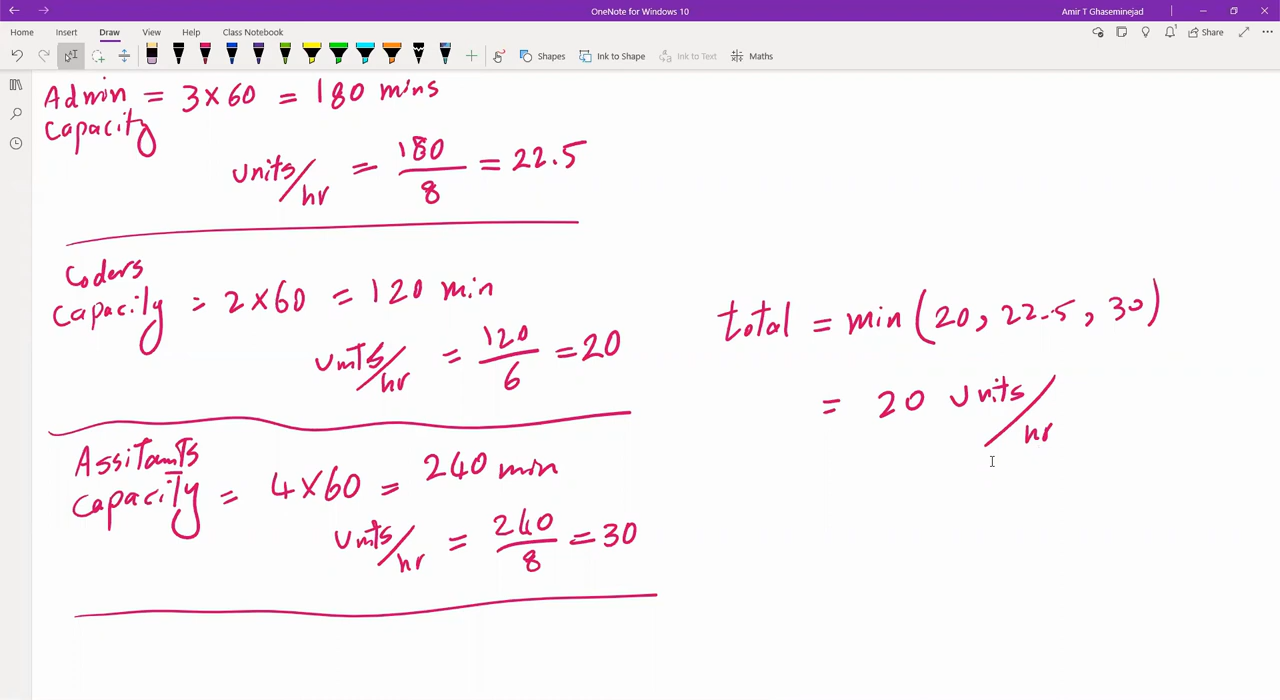 OneNote for Windows 10
Amir T Ghaseminejad
Home Insert Draw View Help Class Notebook
Share
Shapes Ink to Shape Ink to Text Maths
Admin = 3×60 = 180 mins
Capacity
units/hr = 180/8 = 22.5
Coders
Capacity = 2×60 = 120 min
units/hr = 120/6 = 20
Assitants
Capacity = 4×60 = 240 min
units/hr = 240/8 = 30
total = min (20, 22.5, 30)
= 20 units/hr